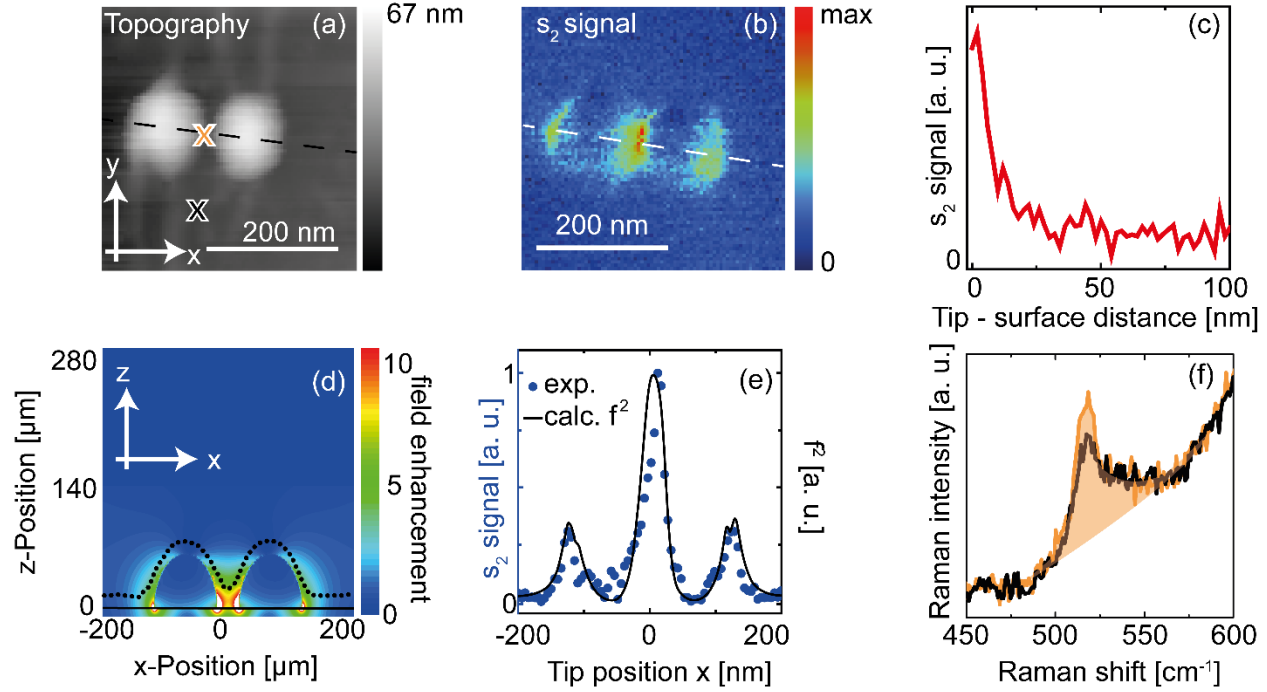 Topography (a)
67 nm
X
X
y
x
200 nm
s₂ signal (b)
200 nm
max
0
(c)
s₂ signal [a. u.]
0
0 50 100
Tip - surface distance [nm]
(d)
z
x
280
140
0
z-Position [µm]
-200 0 200
x-Position [µm]
10
5
0
field enhancement
(e)
exp.
calc. f²
1
0
s₂ signal [a. u.]
f² [a. u.]
-200 0 200
Tip position x [nm]
(f)
Raman intensity [a. u.]
450 500 550 600
Raman shift [cm⁻¹]